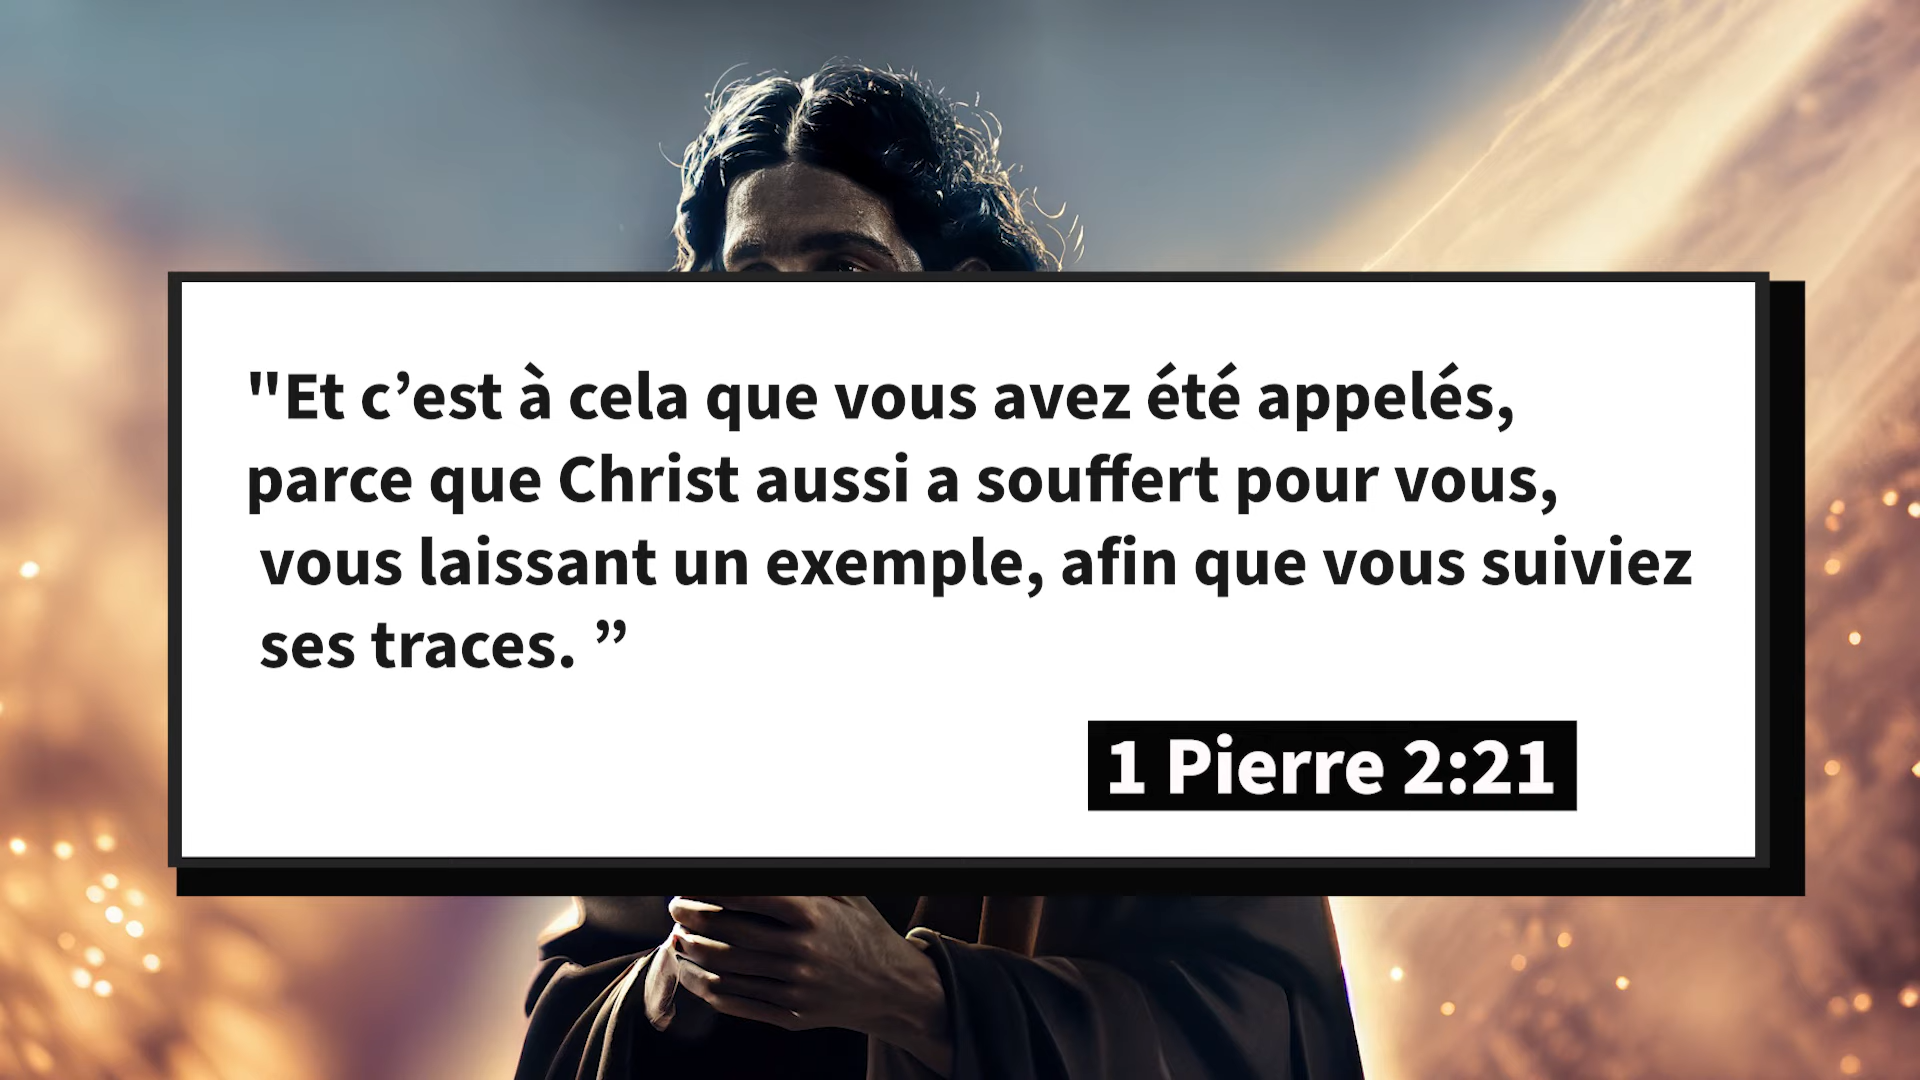 "Et c’est à cela que vous avez été appelés,
parce que Christ aussi a souffert pour vous,
vous laissant un exemple, afin que vous suiviez
ses traces. ”
1 Pierre 2:21